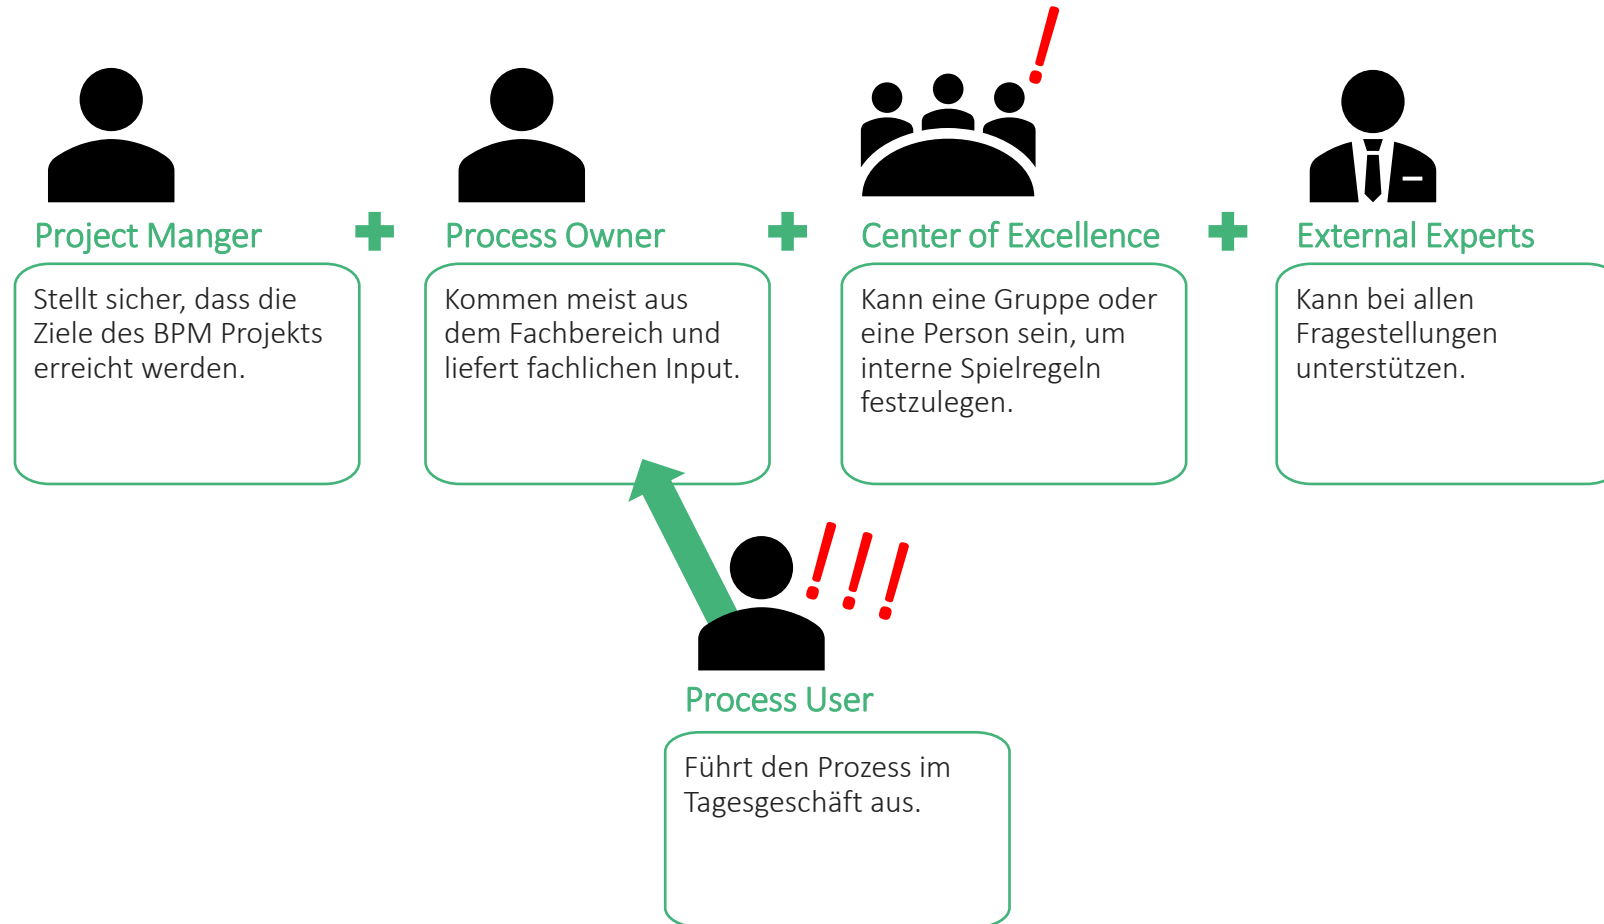 Project Manger
Stellt sicher, dass die
Ziele des BPM Projekts
erreicht werden.
Process Owner
Kommen meist aus
dem Fachbereich und
liefert fachlichen Input.
Center of Excellence
Kann eine Gruppe oder
eine Person sein, um
interne Spielregeln
festzulegen.
External Experts
Kann bei allen
Fragestellungen
unterstützen.
Process User
Führt den Prozess im
Tagesgeschäft aus.